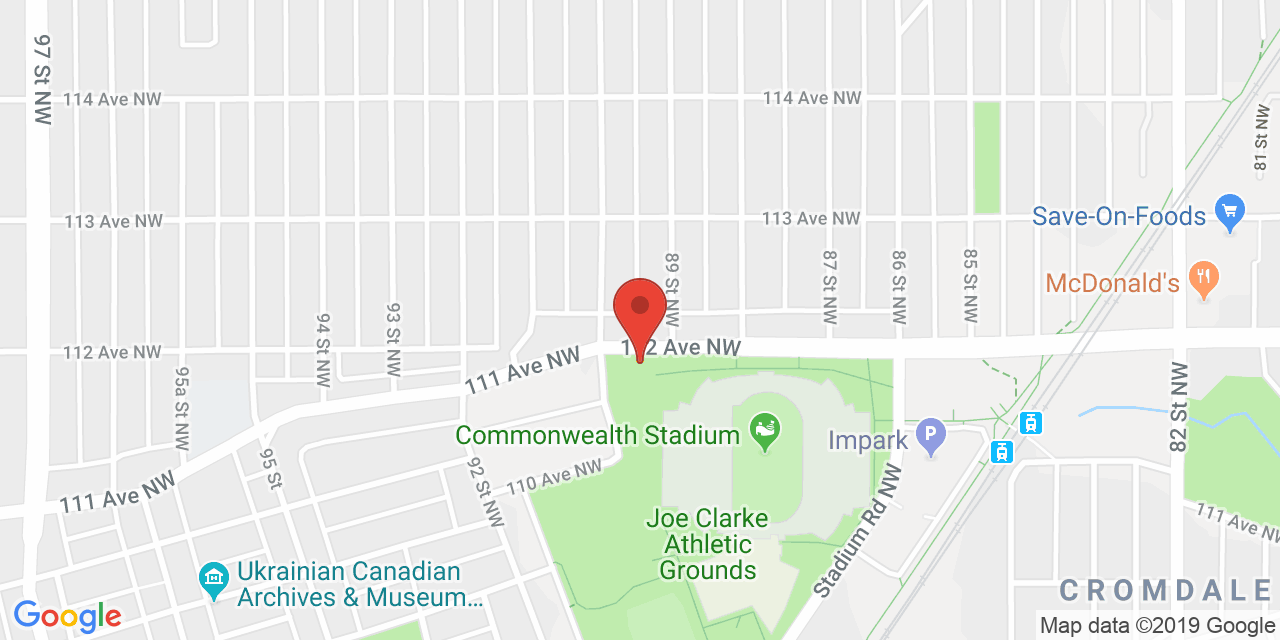 97 St NW
114 Ave NW
114 Ave NW
81 St NW
113 Ave NW
113 Ave NW
Save-On-Foods
McDonald's
89 St NW
87 St NW
86 St NW
85 St NW
94 St NW
93 St NW
112 Ave NW
112 Ave NW
111 Ave NW
95a St NW
82 St NW
Commonwealth Stadium
Impark
P
95 St
92 St NW
110 Ave NW
111 Ave NW
Stadium Rd NW
111 Ave NW
Joe Clarke
Athletic
Grounds
Ukrainian Canadian
Archives & Museum...
CROMDALE
Google
Map data ©2019 Google